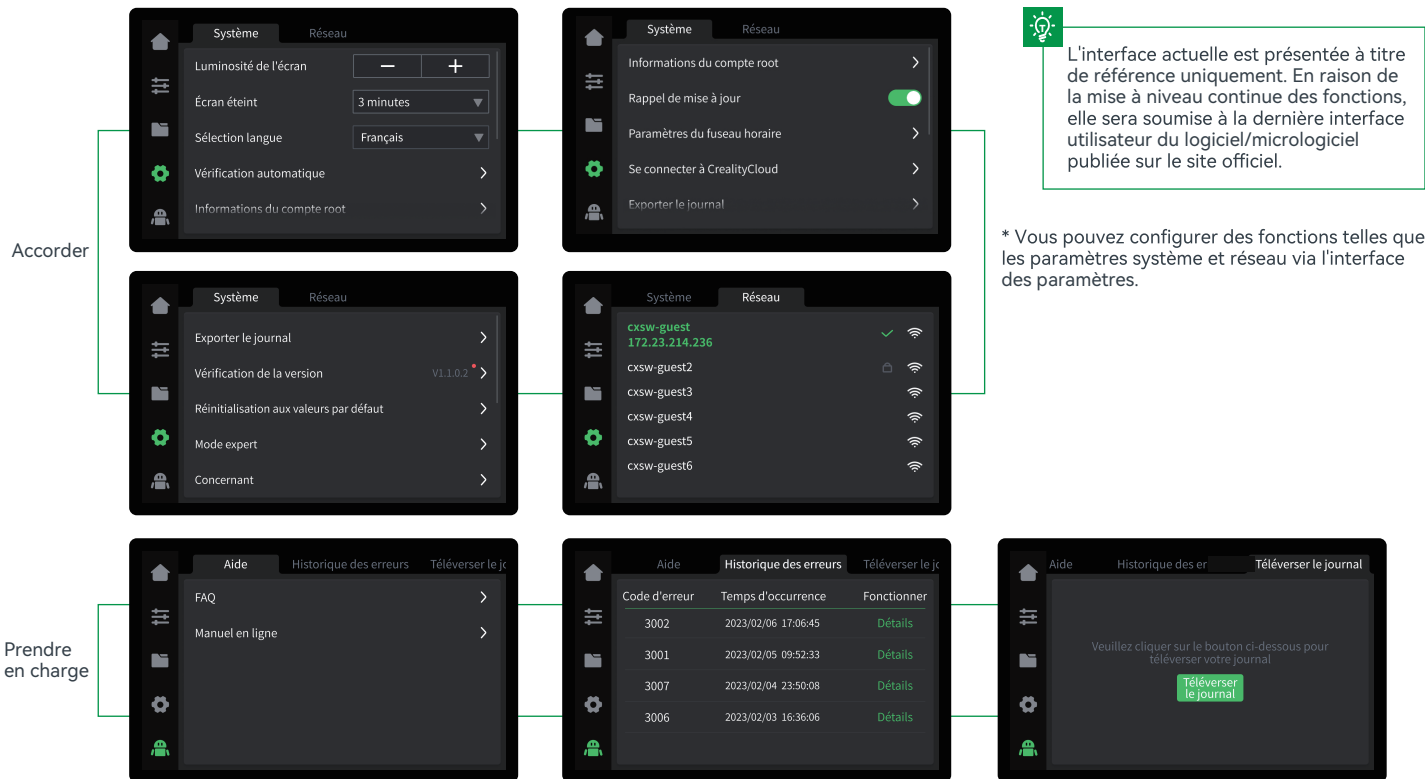 Accorder
Système Réseau
Luminosité de l'écran − +
Écran éteint 3 minutes
Sélection langue Français
Vérification automatique
Informations du compte root
Système Réseau
Informations du compte root
Rappel de mise à jour
Paramètres du fuseau horaire
Se connecter à CrealityCloud
Exporter le journal
L'interface actuelle est présentée à titre
de référence uniquement. En raison de
la mise à niveau continue des fonctions,
elle sera soumise à la dernière interface
utilisateur du logiciel/micrologiciel
publiée sur le site officiel.
* Vous pouvez configurer des fonctions telles que
les paramètres système et réseau via l'interface
des paramètres.
Système Réseau
Exporter le journal
Vérification de la version V1.1.0.2
Réinitialisation aux valeurs par défaut
Mode expert
Concernant
Système Réseau
cxsw-guest
172.23.214.236
cxsw-guest2
cxsw-guest3
cxsw-guest4
cxsw-guest5
cxsw-guest6
Prendre
en charge
Aide Historique des erreurs Téléverser le jo
FAQ
Manuel en ligne
Aide Historique des erreurs Téléverser le jo
Code d'erreur Temps d'occurrence Fonctionner
3002 2023/02/06 17:06:45 Détails
3001 2023/02/05 09:52:33 Détails
3007 2023/02/04 23:50:08 Détails
3006 2023/02/03 16:36:06 Détails
Aide Historique des er Téléverser le journal
Veuillez cliquer sur le bouton ci-dessous pour
téléverser votre journal
Téléverser
le journal